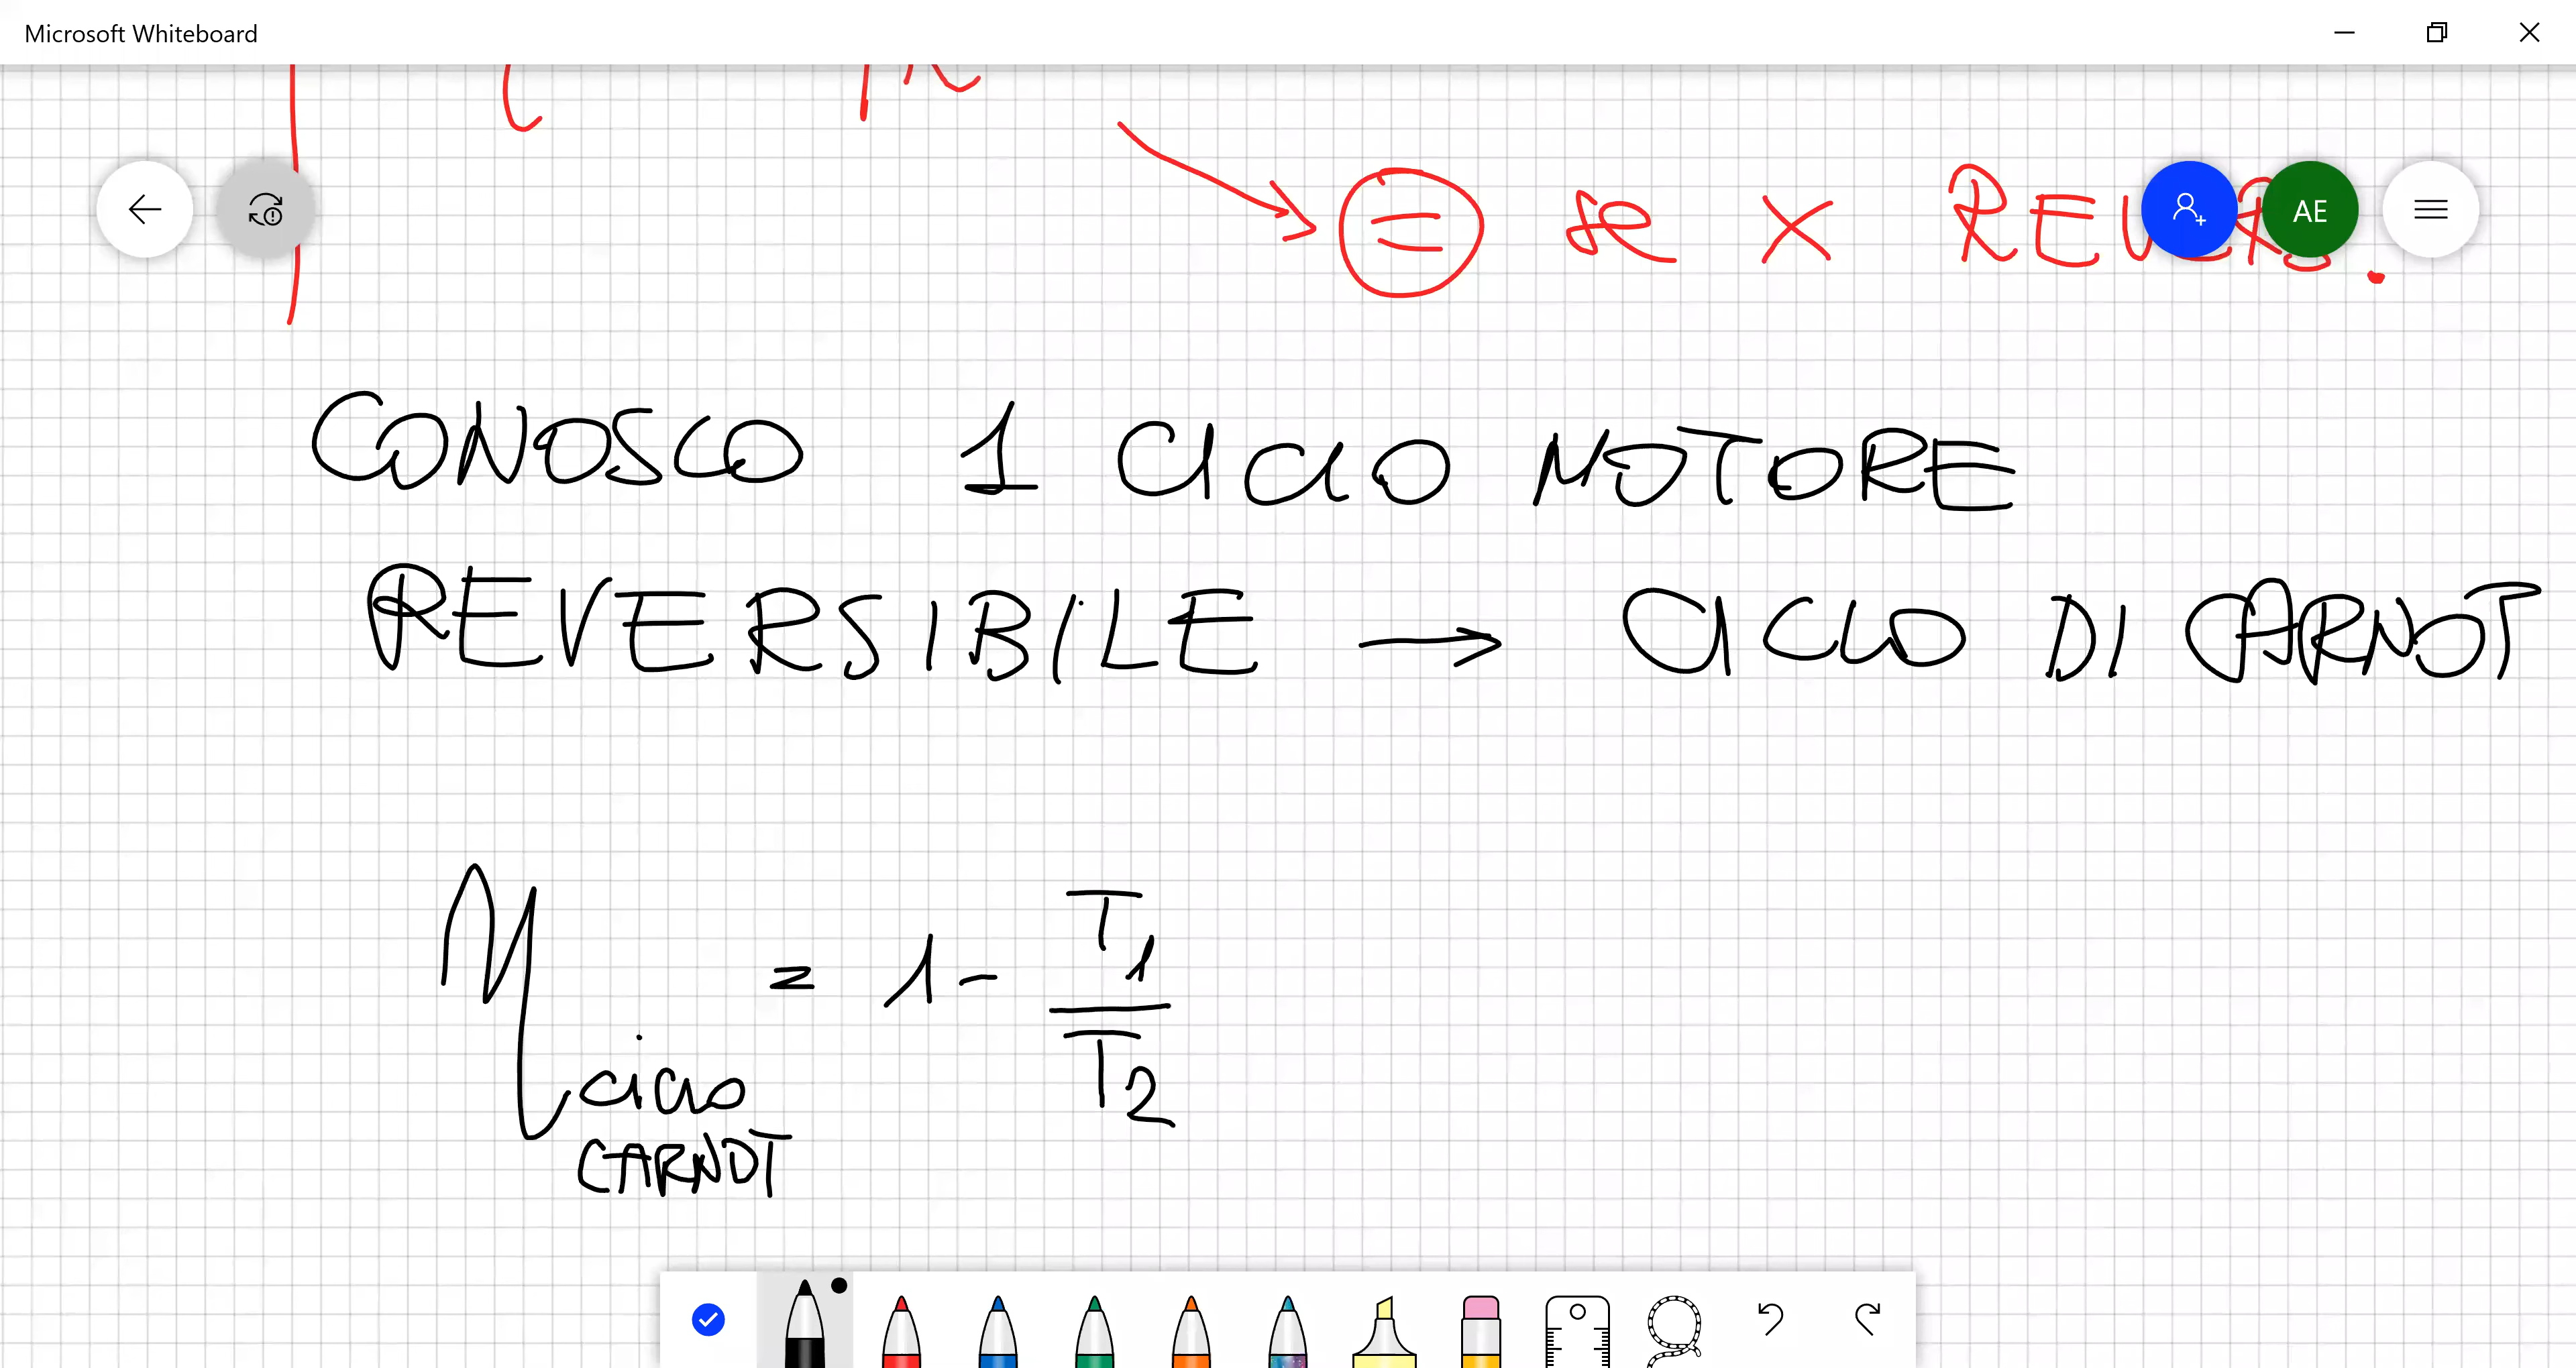 Microsoft Whiteboard
= se x REVERS.
AE
CONOSCO 1 CICLO MOTORE
REVERSIBILE → CICLO DI CARNOT
η ciclo CARNOT = 1 - T1/T2